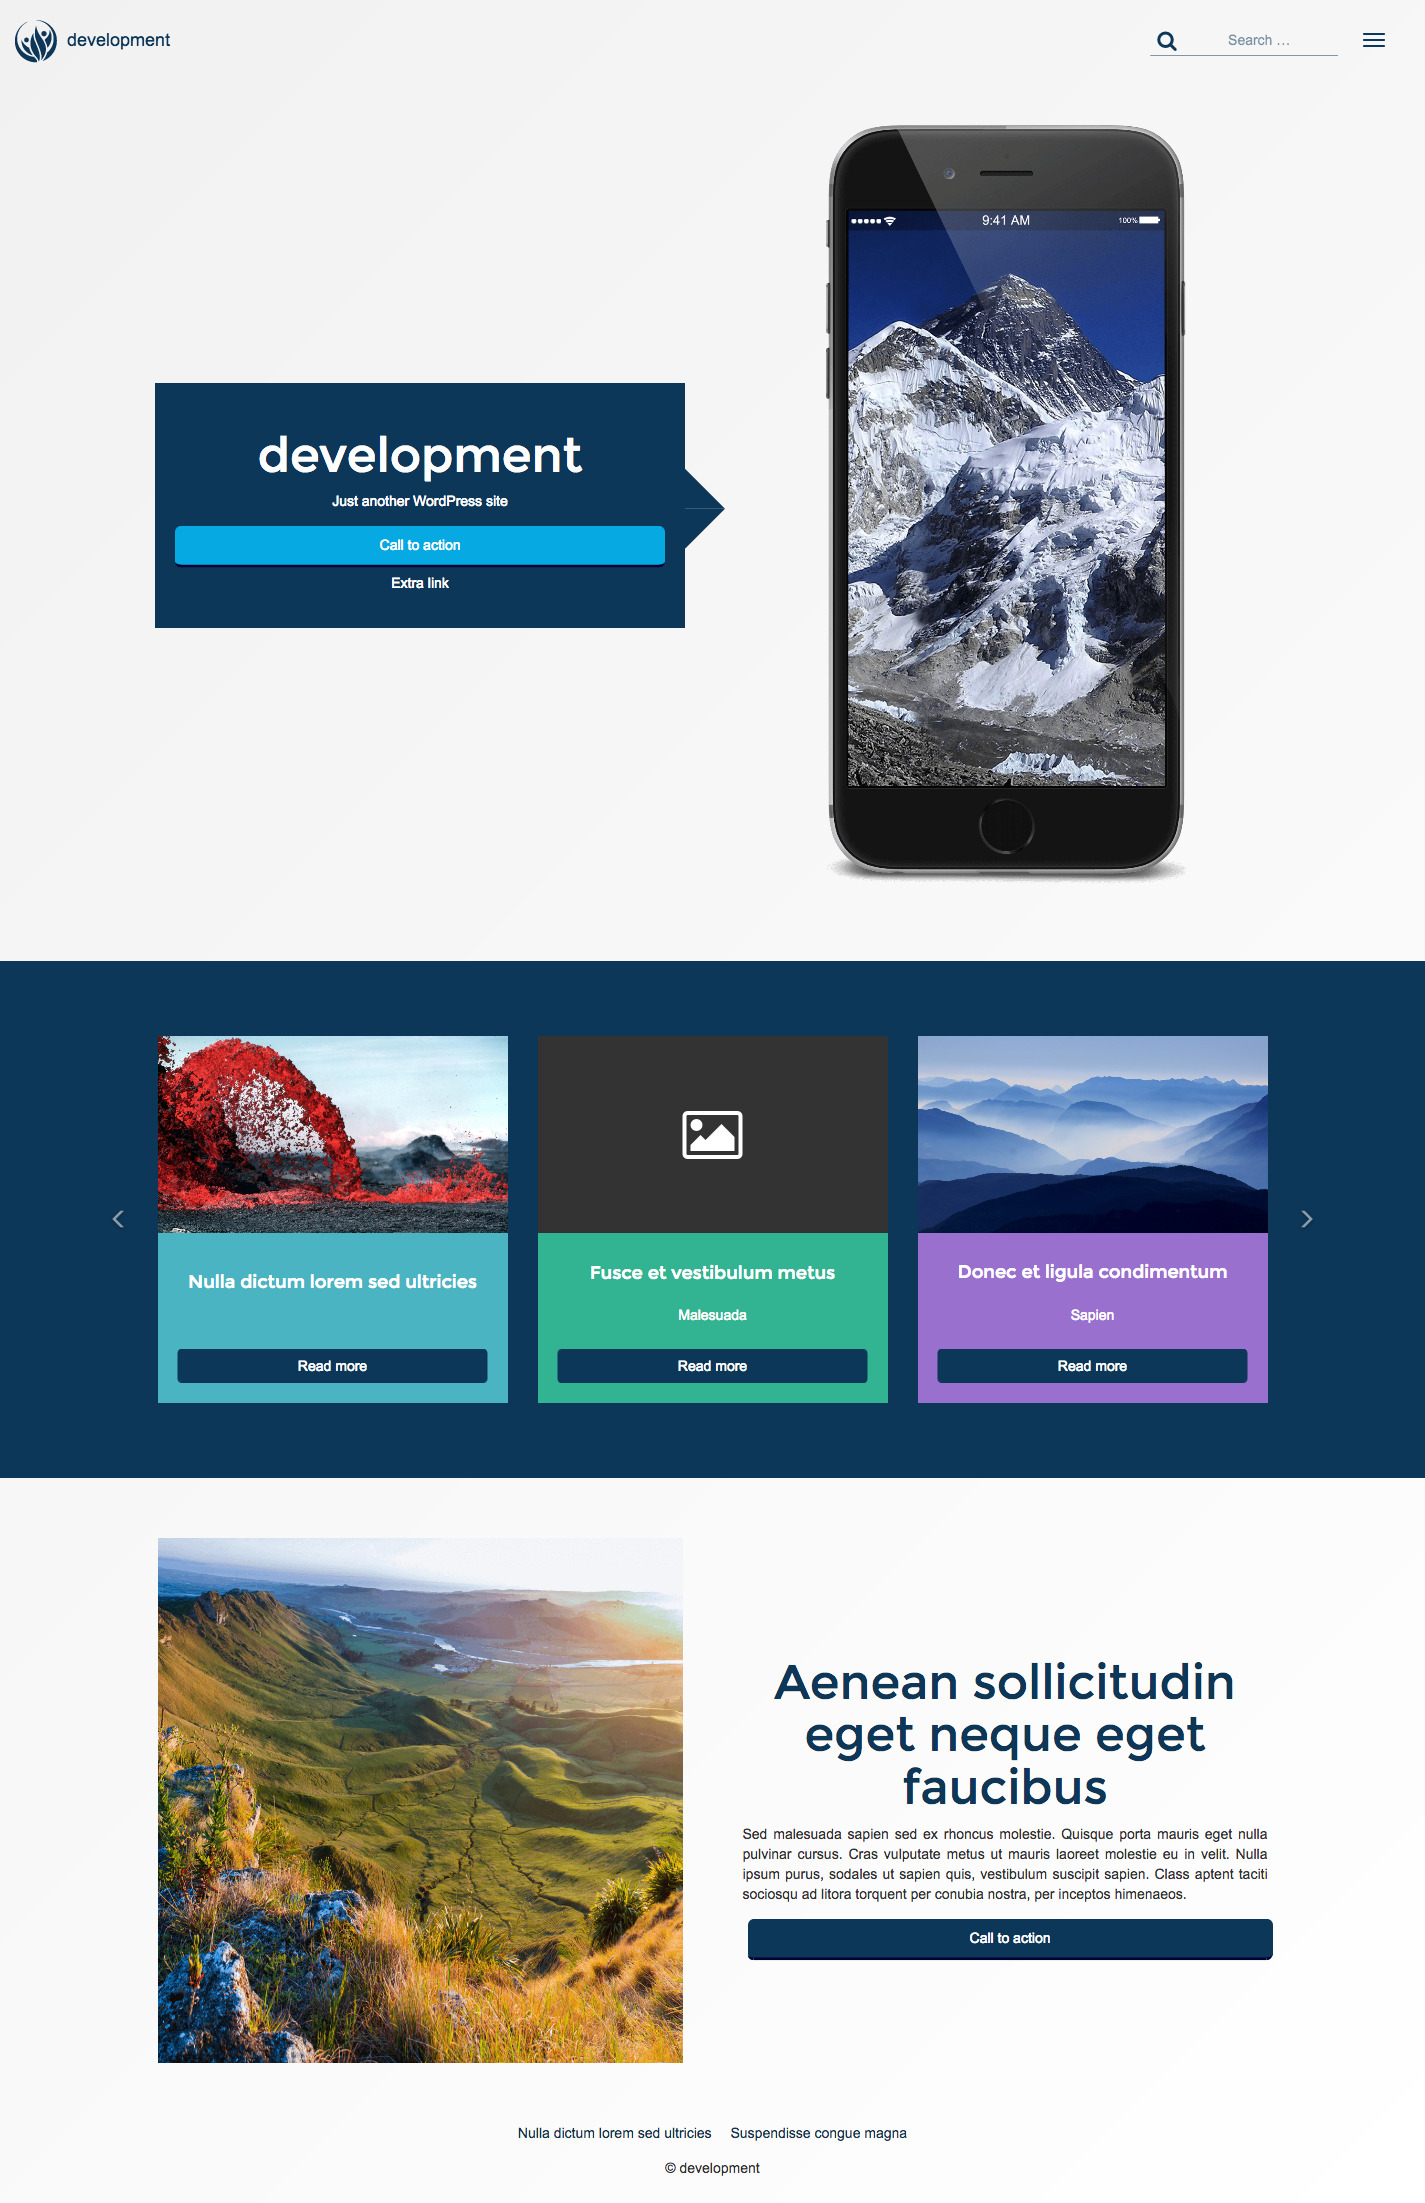 development
Search ...
9:41 AM
100%
development
Just another WordPress site
Call to action
Extra link
Nulla dictum lorem sed ultricies
Read more
Fusce et vestibulum metus
Malesuada
Read more
Donec et ligula condimentum
Sapien
Read more
Aenean sollicitudin
eget neque eget
faucibus
Sed malesuada sapien sed ex rhoncus molestie. Quisque porta mauris eget nulla
pulvinar cursus. Cras vulputate metus ut mauris laoreet molestie eu in velit. Nulla
ipsum purus, sodales ut sapien quis, vestibulum suscipit sapien. Class aptent taciti
sociosqu ad litora torquent per conubia nostra, per inceptos himenaeos.
Call to action
Nulla dictum lorem sed ultricies Suspendisse congue magna
© development